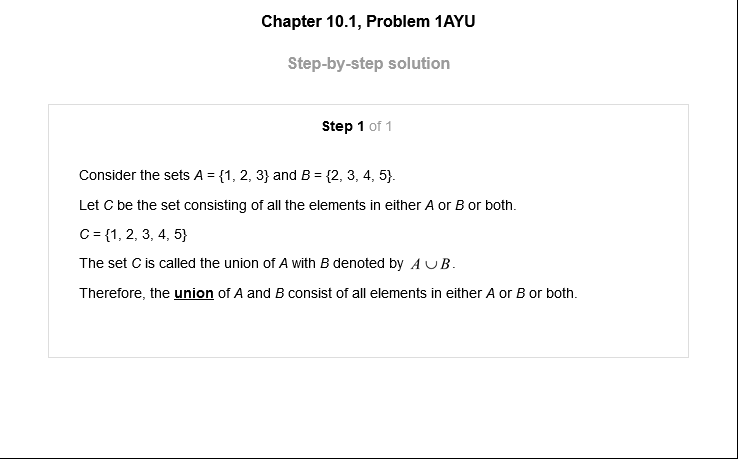 Chapter 10.1, Problem 1AYU
Step-by-step solution
Step 1 of 1
Consider the sets A = {1, 2, 3} and B = {2, 3, 4, 5}.
Let C be the set consisting of all the elements in either A or B or both.
C = {1, 2, 3, 4, 5}
The set C is called the union of A with B denoted by A ∪ B.
Therefore, the union of A and B consist of all elements in either A or B or both.